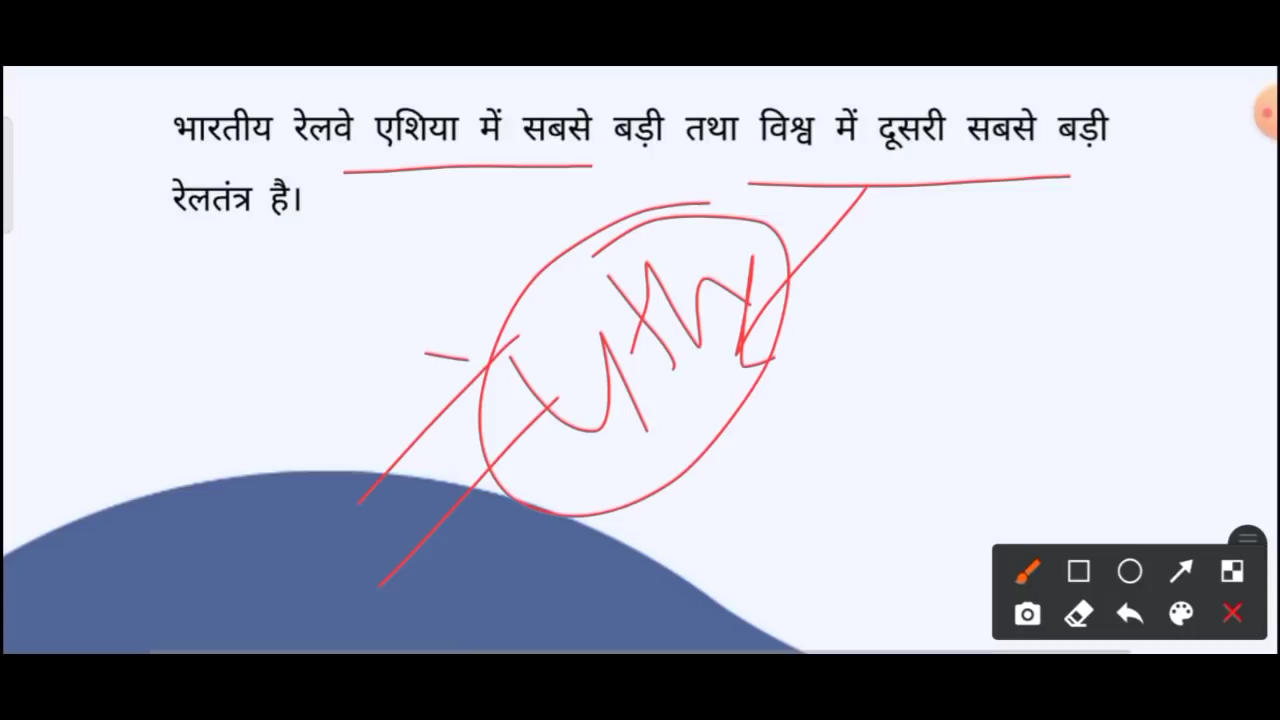 भारतीय रेलवे एशिया में सबसे बड़ी तथा विश्व में दूसरी सबसे बड़ी
रेलतंत्र है।